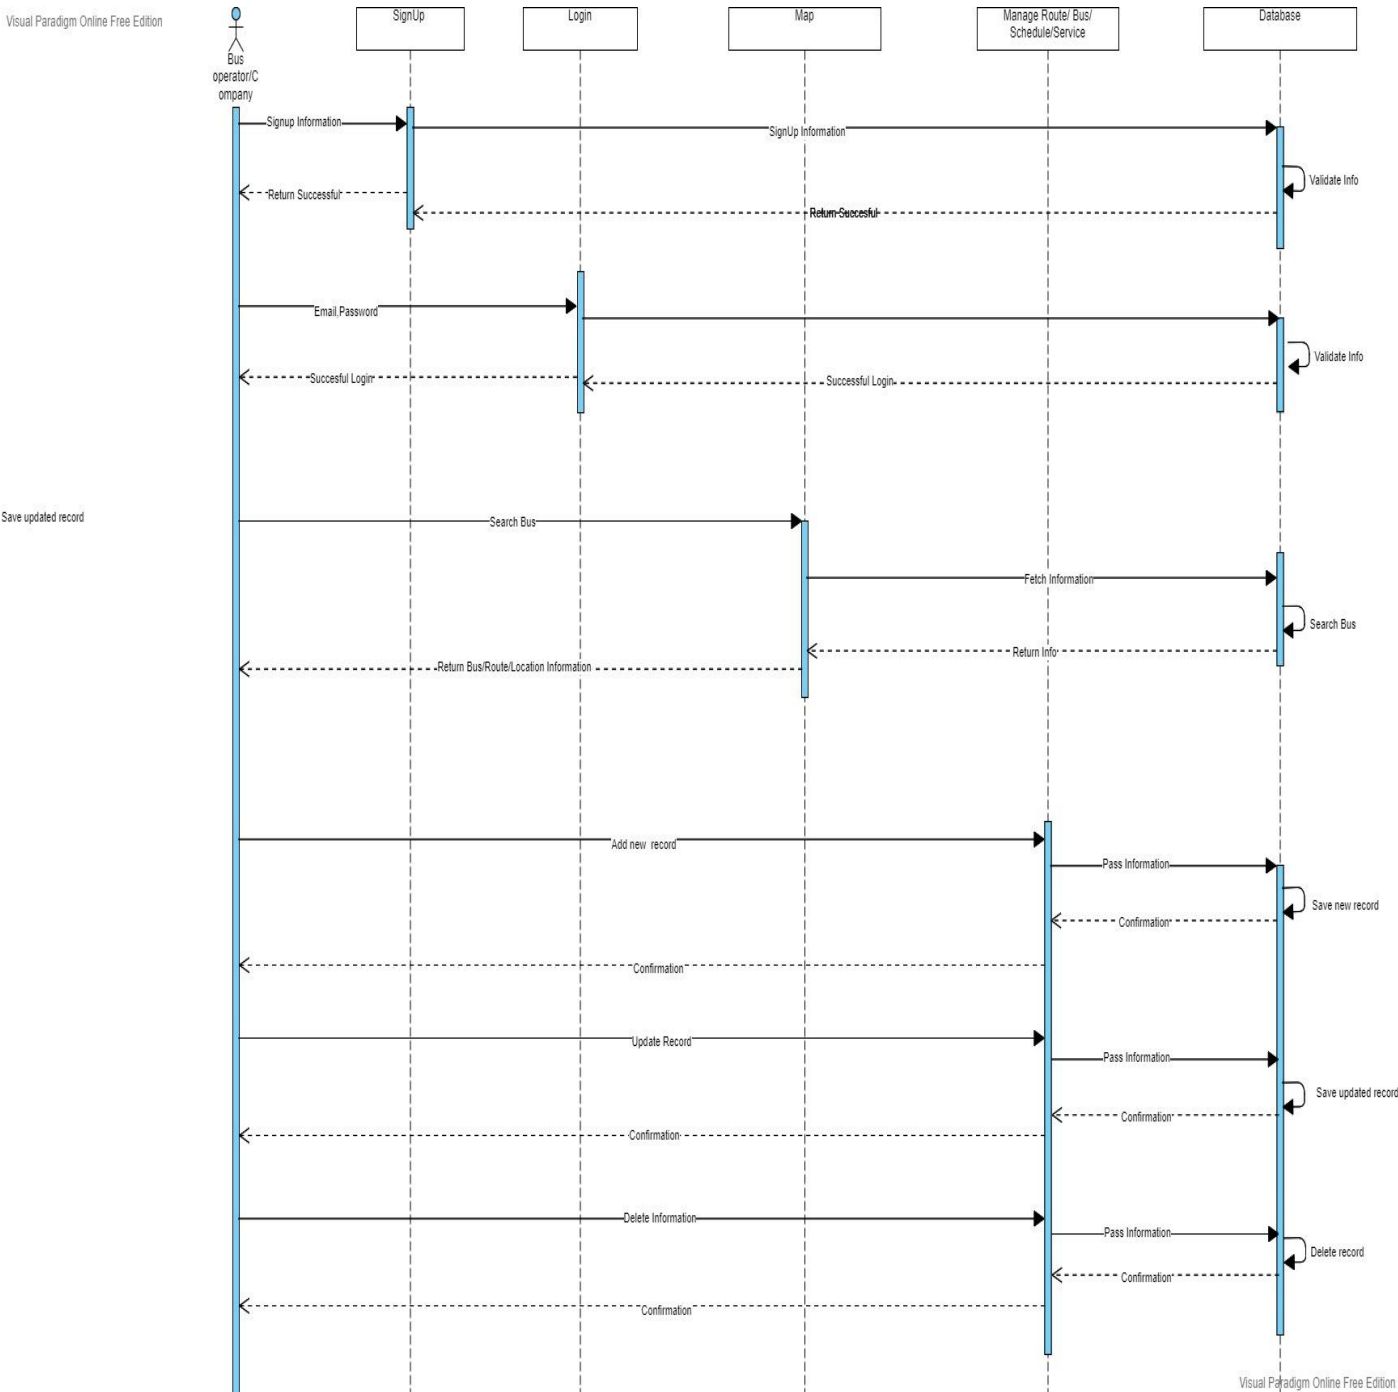 Visual Paradigm Online Free Edition
SignUp
Login
Map
Manage Route/ Bus/
Schedule/Service
Database
Bus
operator/C
ompany
Signup Information
SignUp Information
Validate Info
Return Successful
Return Succesful
Email,Password
Validate Info
Succesful Login
Successful Login
Save updated record
Search Bus
Fetch Information
Search Bus
Return Info
Return Bus/Route/Location Information
Add new record
Pass Information
Save new record
Confirmation
Confirmation
Update Record
Pass Information
Save updated record
Confirmation
Confirmation
Delete Information
Pass Information
Delete record
Confirmation
Confirmation
Visual Paradigm Online Free Edition